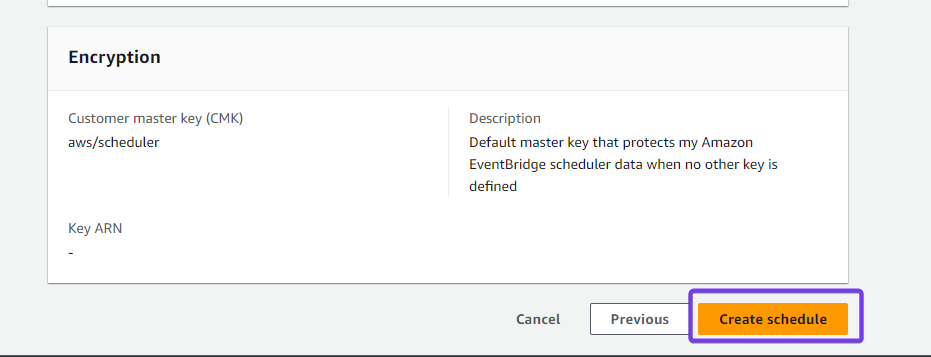 Encryption
Customer master key (CMK)
aws/scheduler
Description
Default master key that protects my Amazon
EventBridge scheduler data when no other key is
defined
Key ARN
-
Cancel
Previous
Create schedule